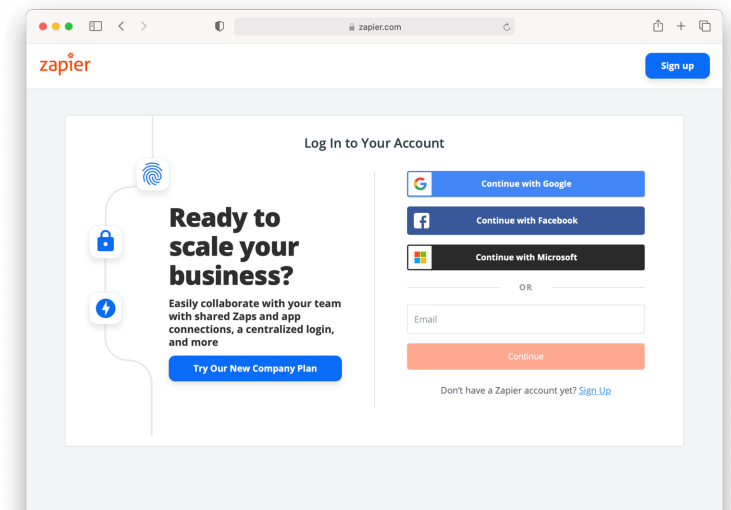 zapier.com
zapier
Sign up
Log In to Your Account
Ready to
scale your
business?
Easily collaborate with your team
with shared Zaps and app
connections, a centralized login,
and more
Try Our New Company Plan
Continue with Google
Continue with Facebook
Continue with Microsoft
OR
Email
Continue
Don't have a Zapier account yet? Sign Up